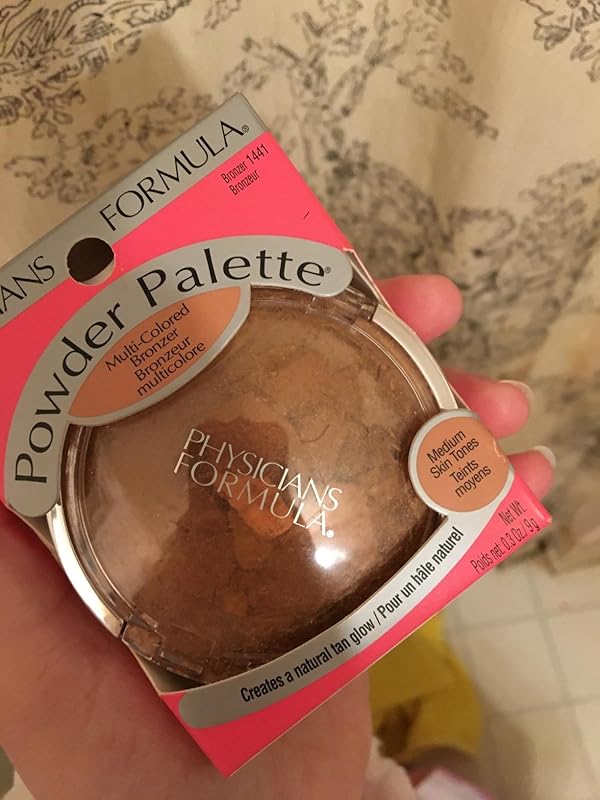 IANS FORMULA®
Bronzer 1441
Bronzeur
Powder Palette®
Multi-Colored
Bronzer
Bronzeur
multicolore
PHYSICIANS
FORMULA®
Medium
Skin Tones
Teints
moyens
Net Wt.
Poids net 0.3 Oz. / 9 g
Creates a natural tan glow / Pour un hâle naturel